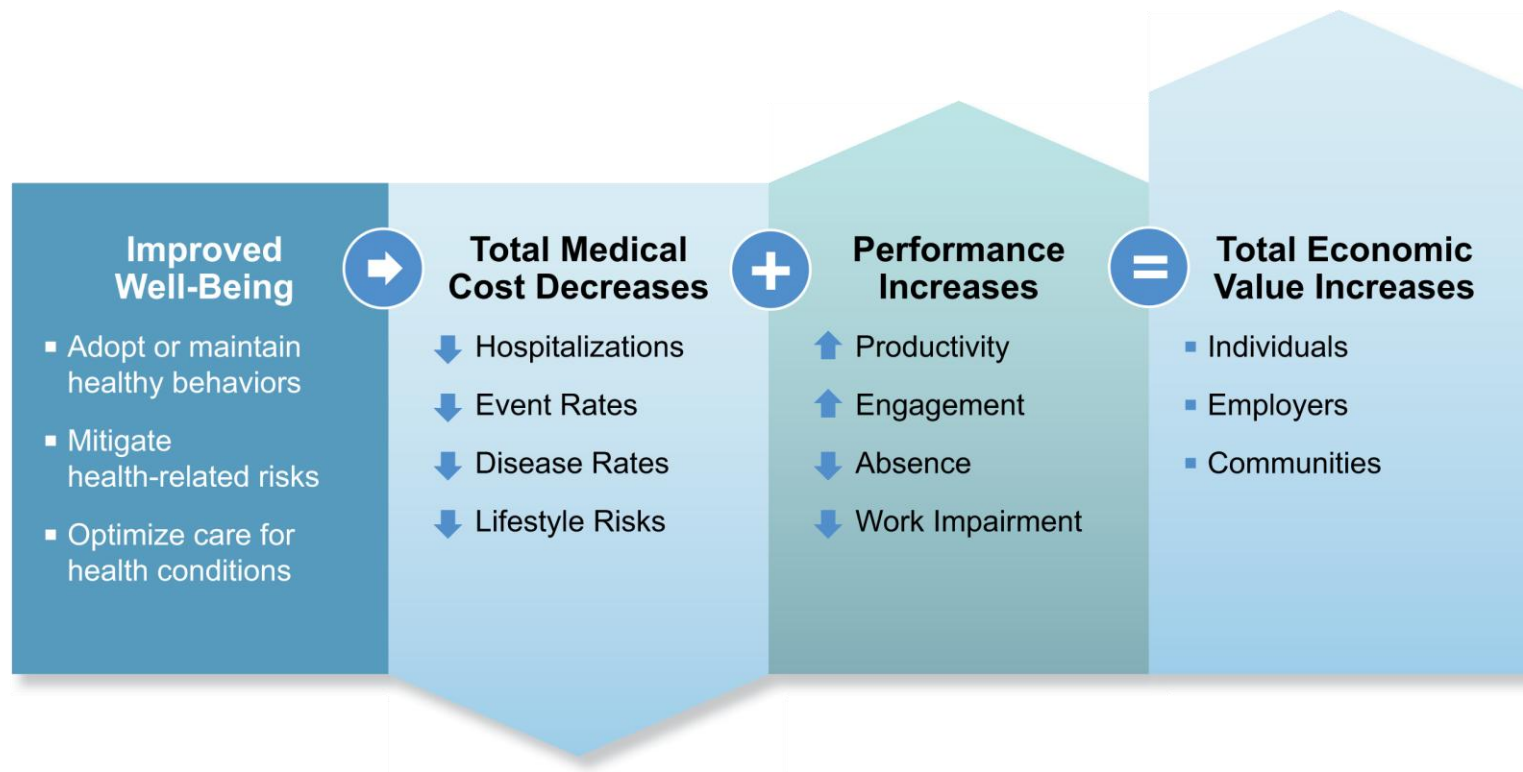 Improved
Well-Being
Adopt or maintain
healthy behaviors
Mitigate
health-related risks
Optimize care for
health conditions
Total Medical
Cost Decreases
Hospitalizations
Event Rates
Disease Rates
Lifestyle Risks
+
Performance
Increases
Productivity
Engagement
Absence
Work Impairment
=
Total Economic
Value Increases
Individuals
Employers
Communities